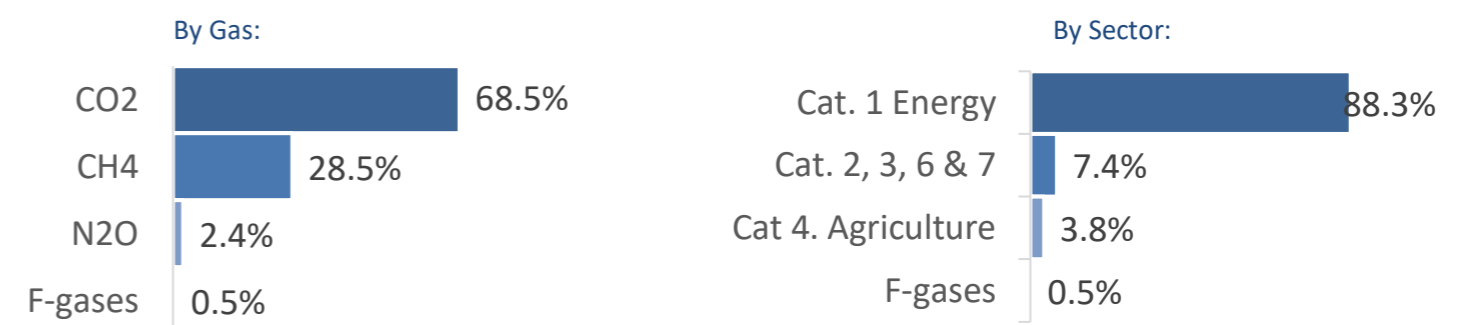 By Gas:
CO2 68.5%
CH4 28.5%
N2O 2.4%
F-gases 0.5%
By Sector:
Cat. 1 Energy 88.3%
Cat. 2, 3, 6 & 7 7.4%
Cat 4. Agriculture 3.8%
F-gases 0.5%